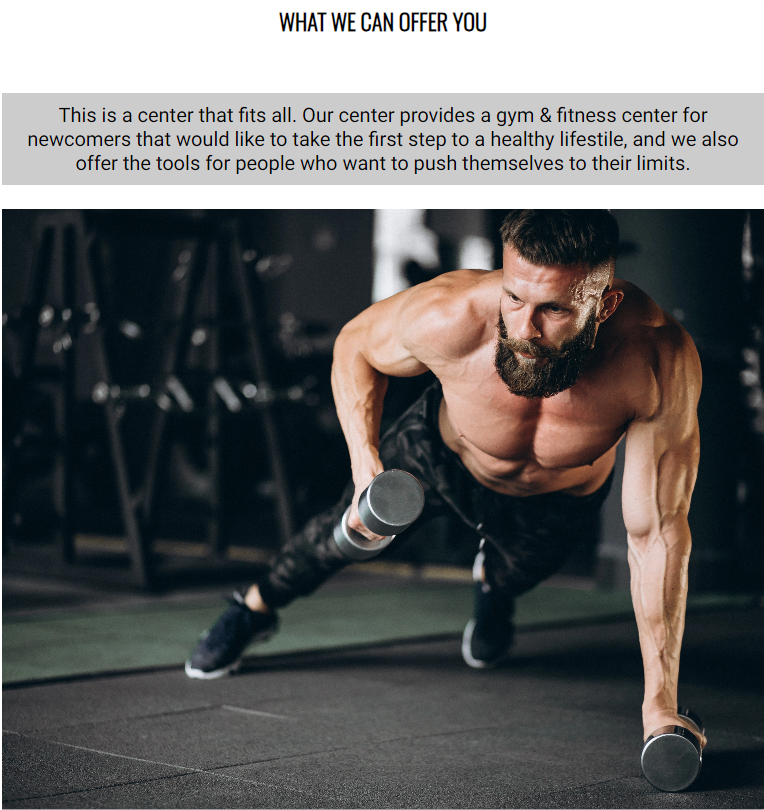 WHAT WE CAN OFFER YOU
This is a center that fits all. Our center provides a gym & fitness center for
newcomers that would like to take the first step to a healthy lifestile, and we also
offer the tools for people who want to push themselves to their limits.